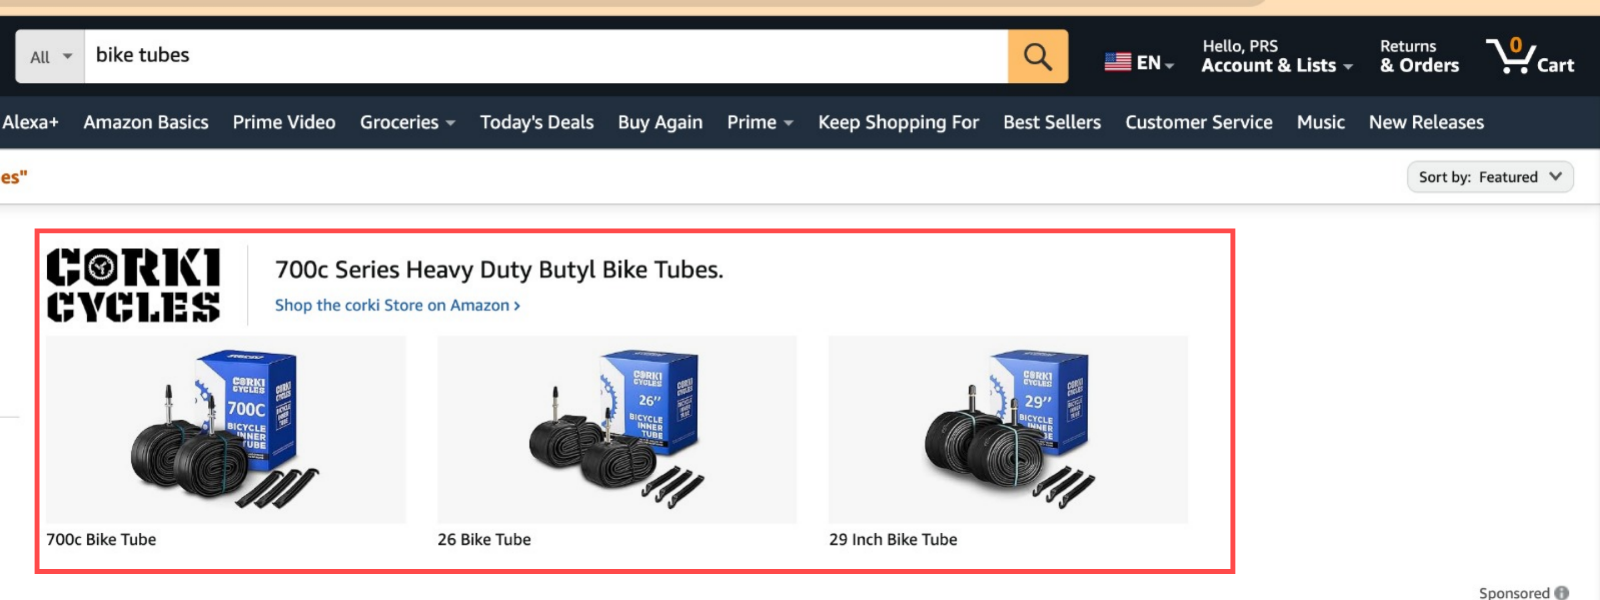 All
bike tubes
EN
Hello, PRS
Account & Lists
Returns
& Orders
0
Cart
Alexa+ Amazon Basics Prime Video Groceries Today's Deals Buy Again Prime Keep Shopping For Best Sellers Customer Service Music New Releases
es"
Sort by: Featured
CORKI
CYCLES
700c Series Heavy Duty Butyl Bike Tubes.
Shop the corki Store on Amazon ›
CORKI
CYCLES
700C
BICYCLE
INNER
TUBE
CORKI
CYCLES
26"
BICYCLE
INNER
TUBE
CORKI
CYCLES
29"
BICYCLE
INNER
TUBE
700c Bike Tube
26 Bike Tube
29 Inch Bike Tube
Sponsored